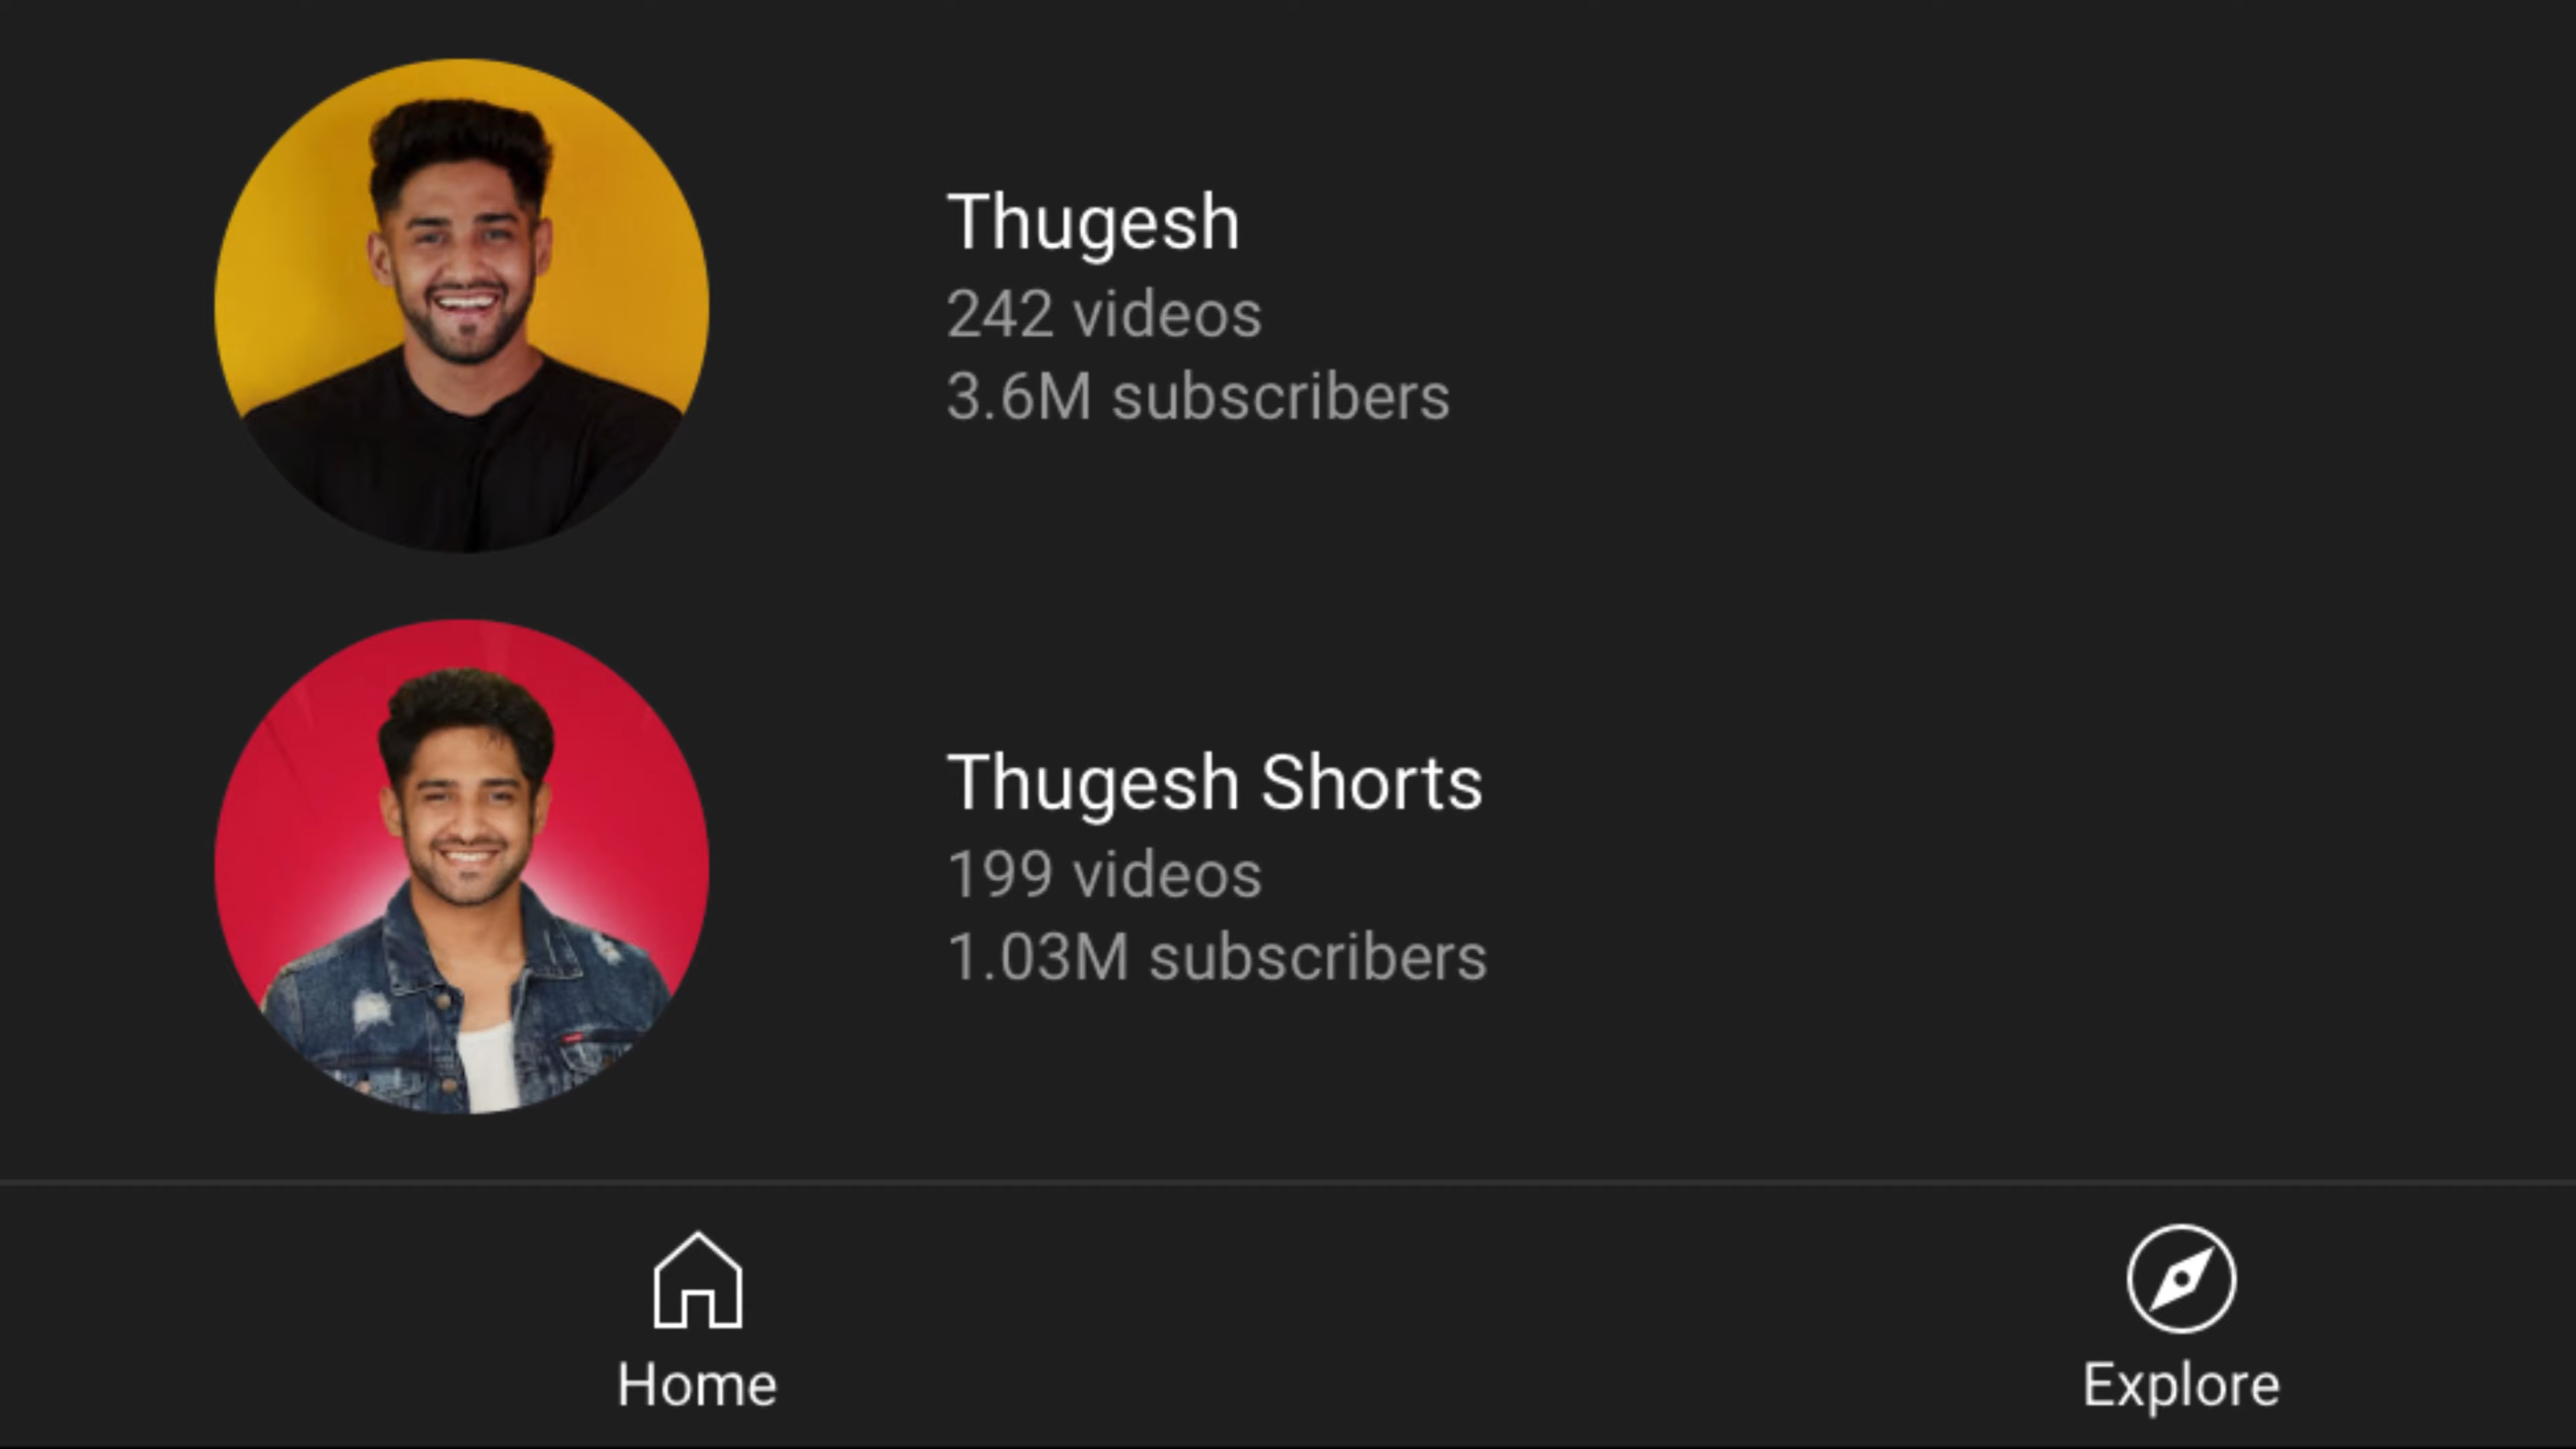 Thugesh
242 videos
3.6M subscribers
Thugesh Shorts
199 videos
1.03M subscribers
Home
Explore